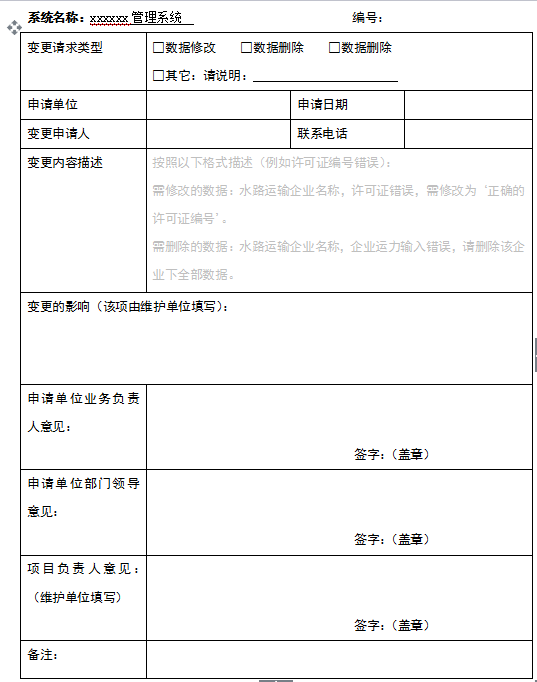 系统名称：xxxxxx管理系统 编号：
变更请求类型 □数据修改 □数据删除 □数据删除
□其它：请说明：
申请单位 申请日期
变更申请人 联系电话
变更内容描述 按照以下格式描述（例如许可证编号错误）：
需修改的数据：水路运输企业名称，许可证错误，需修改为‘正确的
许可证编号’。
需删除的数据：水路运输企业名称，企业运力输入错误，请删除该企
业下全部数据。
变更的影响（该项由维护单位填写）：
申请单位业务负责
人意见：
签字：（盖章）
申请单位部门领导
意见：
签字：（盖章）
项目负责人意见：
（维护单位填写）
签字：（盖章）
备注：